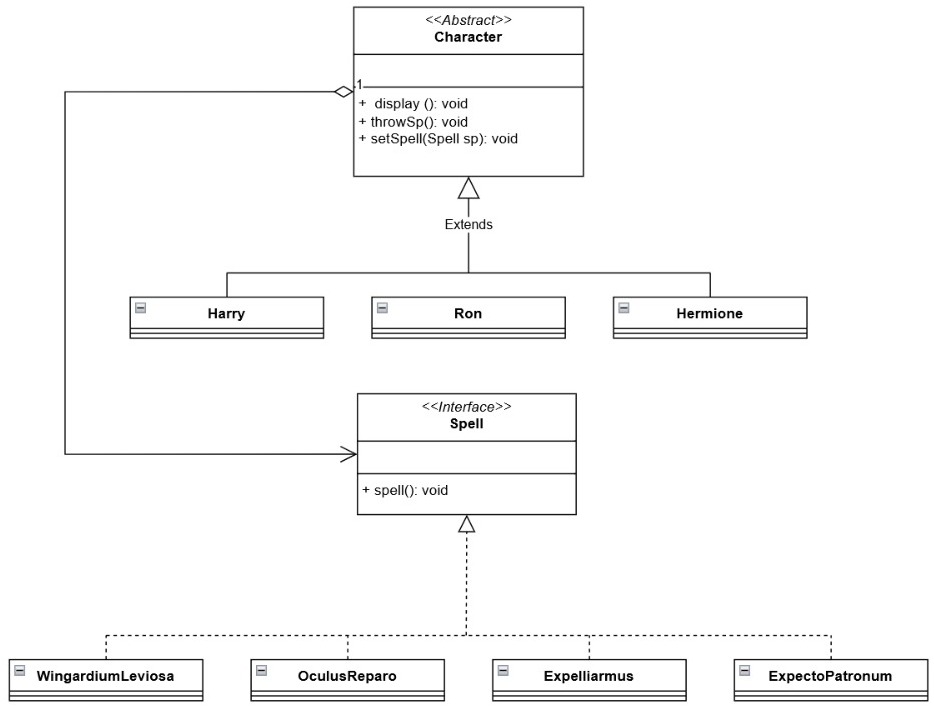 <<Abstract>>
Character
1
+ display (): void
+ throwSp(): void
+ setSpell(Spell sp): void
Extends
Harry
Ron
Hermione
<<Interface>>
Spell
+ spell(): void
WingardiumLeviosa
OculusReparo
Expelliarmus
ExpectoPatronum